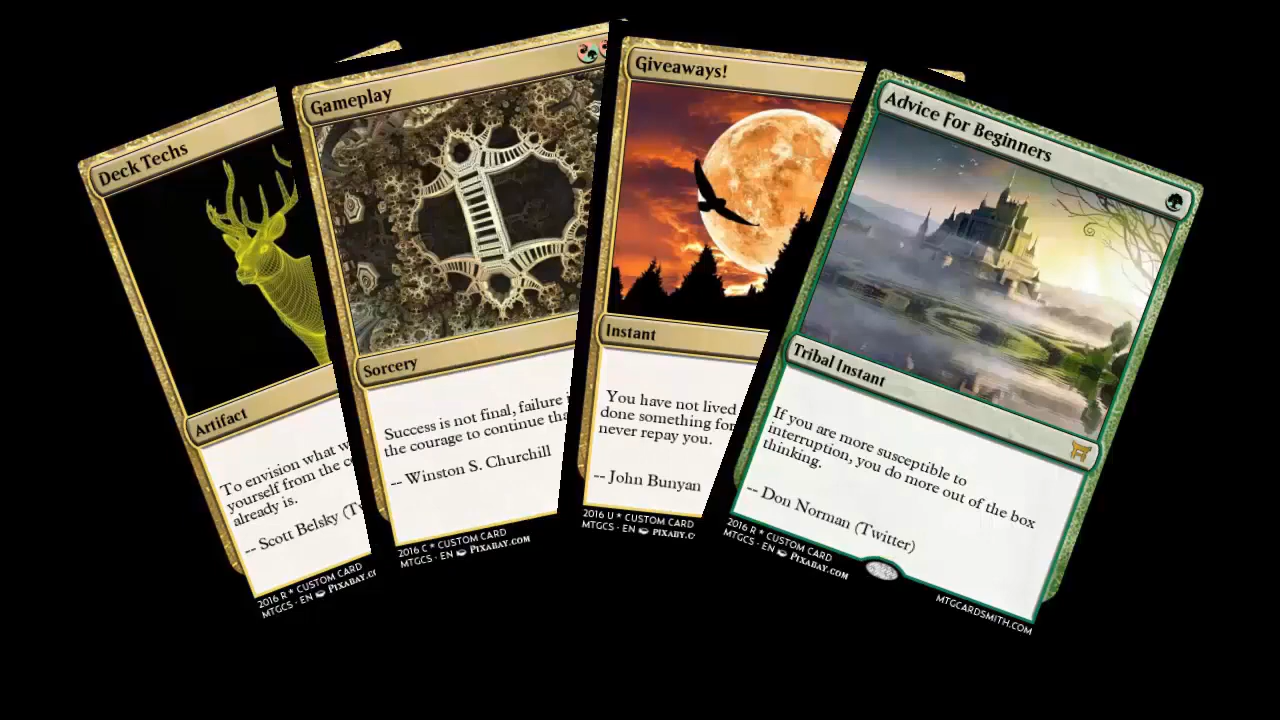 Deck Techs
Artifact
To envision what w
yourself from the c
already is.
-- Scott Belsky (Tw
2016 R * CUSTOM CARD
MTGCS · EN PIXABAY.CO
Gameplay
Sorcery
Success is not final, failure i
the courage to continue tha
-- Winston S. Churchill
2016 C * CUSTOM CARD
MTGCS · EN PIXABAY.COM
Giveaways!
Instant
You have not lived
done something for
never repay you.
-- John Bunyan
2016 U * CUSTOM CARD
MTGCS · EN PIXABY.C
Advice For Beginners
Tribal Instant
If you are more susceptible to
interruption, you do more out of the box
thinking.
-- Don Norman (Twitter)
2016 R * CUSTOM CARD
MTGCS · EN PIXABAY.COM
MTGCARDSMITH.COM